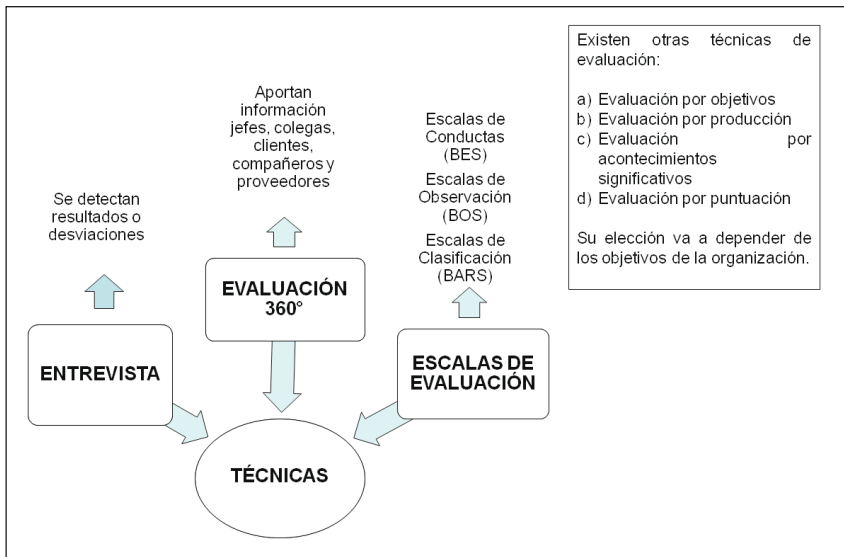 Se detectan
resultados o
desviaciones
ENTREVISTA
Aportan
información
jefes, colegas,
clientes,
compañeros y
proveedores
EVALUACIÓN
360°
Escalas de
Conductas
(BES)
Escalas de
Observación
(BOS)
Escalas de
Clasificación
(BARS)
ESCALAS DE
EVALUACIÓN
TÉCNICAS
Existen otras técnicas de
evaluación:
a) Evaluación por objetivos
b) Evaluación por producción
c) Evaluación por
acontecimientos
significativos
d) Evaluación por puntuación
Su elección va a depender de
los objetivos de la organización.